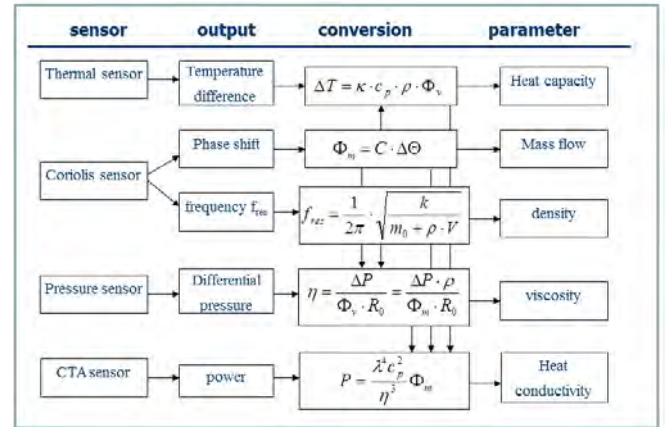 sensor output conversion parameter
Thermal sensor
Temperature
difference
ΔT = κ · c_p · ρ · Φ_v
Heat capacity
Coriolis sensor
Phase shift
Φ_m = C · ΔΘ
Mass flow
frequency f_res
f_res = 1/2π · √(k/(m_0 + ρ · V))
density
Pressure sensor
Differential
pressure
η = ΔP/(Φ_v · R_0) = (ΔP · ρ)/(Φ_m · R_0)
viscosity
CTA sensor
power
P = (λ^4 c_p^2/η^3) Φ_m
Heat
conductivity